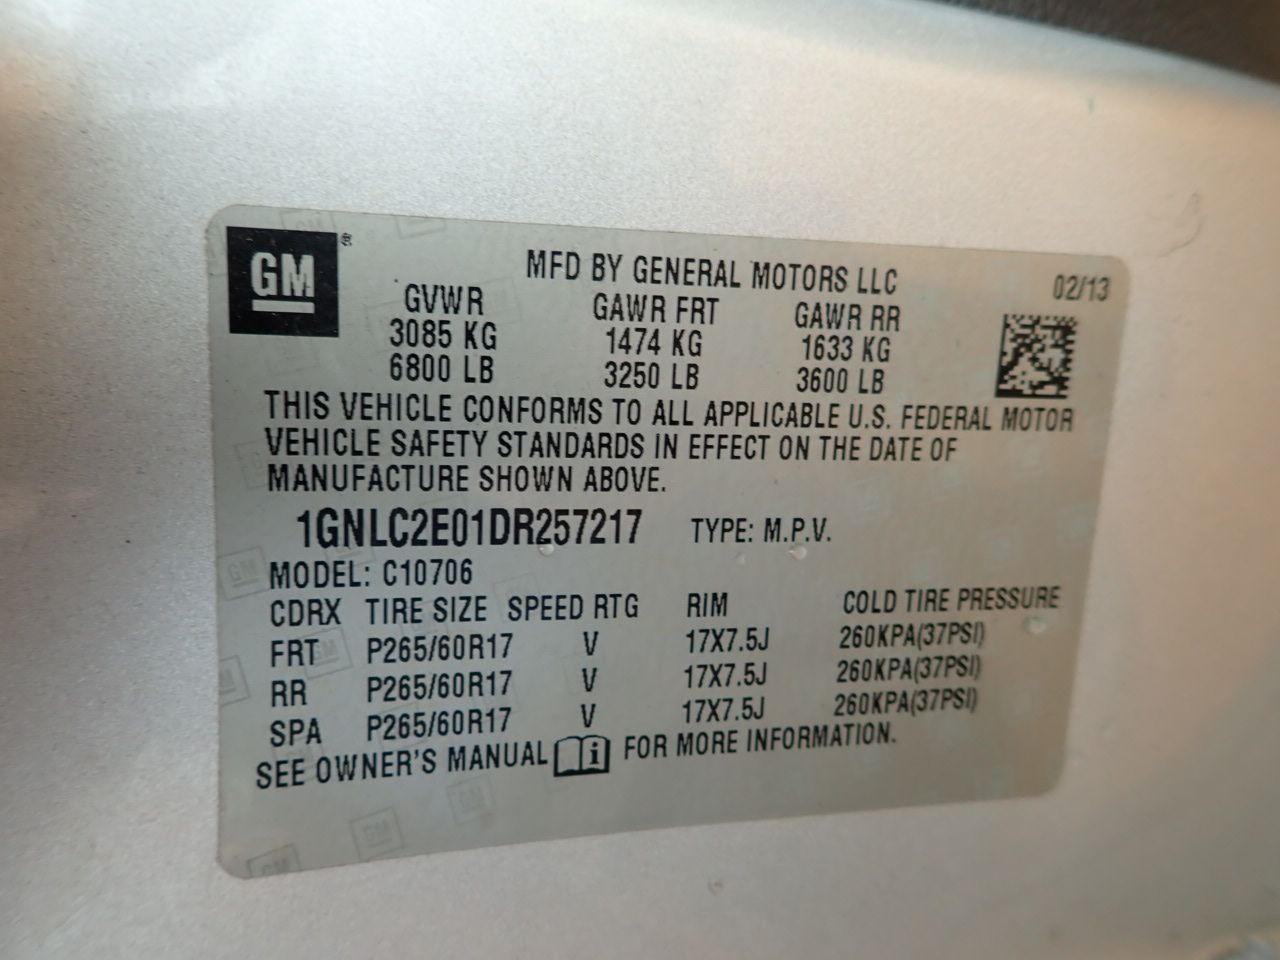 GM®
MFD BY GENERAL MOTORS LLC 02/13
GVWR GAWR FRT GAWR RR
3085 KG 1474 KG 1633 KG
6800 LB 3250 LB 3600 LB
THIS VEHICLE CONFORMS TO ALL APPLICABLE U.S. FEDERAL MOTOR
VEHICLE SAFETY STANDARDS IN EFFECT ON THE DATE OF
MANUFACTURE SHOWN ABOVE.
1GNLC2E01DR257217 TYPE: M.P.V.
MODEL: C10706
CDRX TIRE SIZE SPEED RTG RIM COLD TIRE PRESSURE
FRT P265/60R17 V 17X7.5J 260KPA(37PSI)
RR P265/60R17 V 17X7.5J 260KPA(37PSI)
SPA P265/60R17 V 17X7.5J 260KPA(37PSI)
SEE OWNER'S MANUAL i FOR MORE INFORMATION.